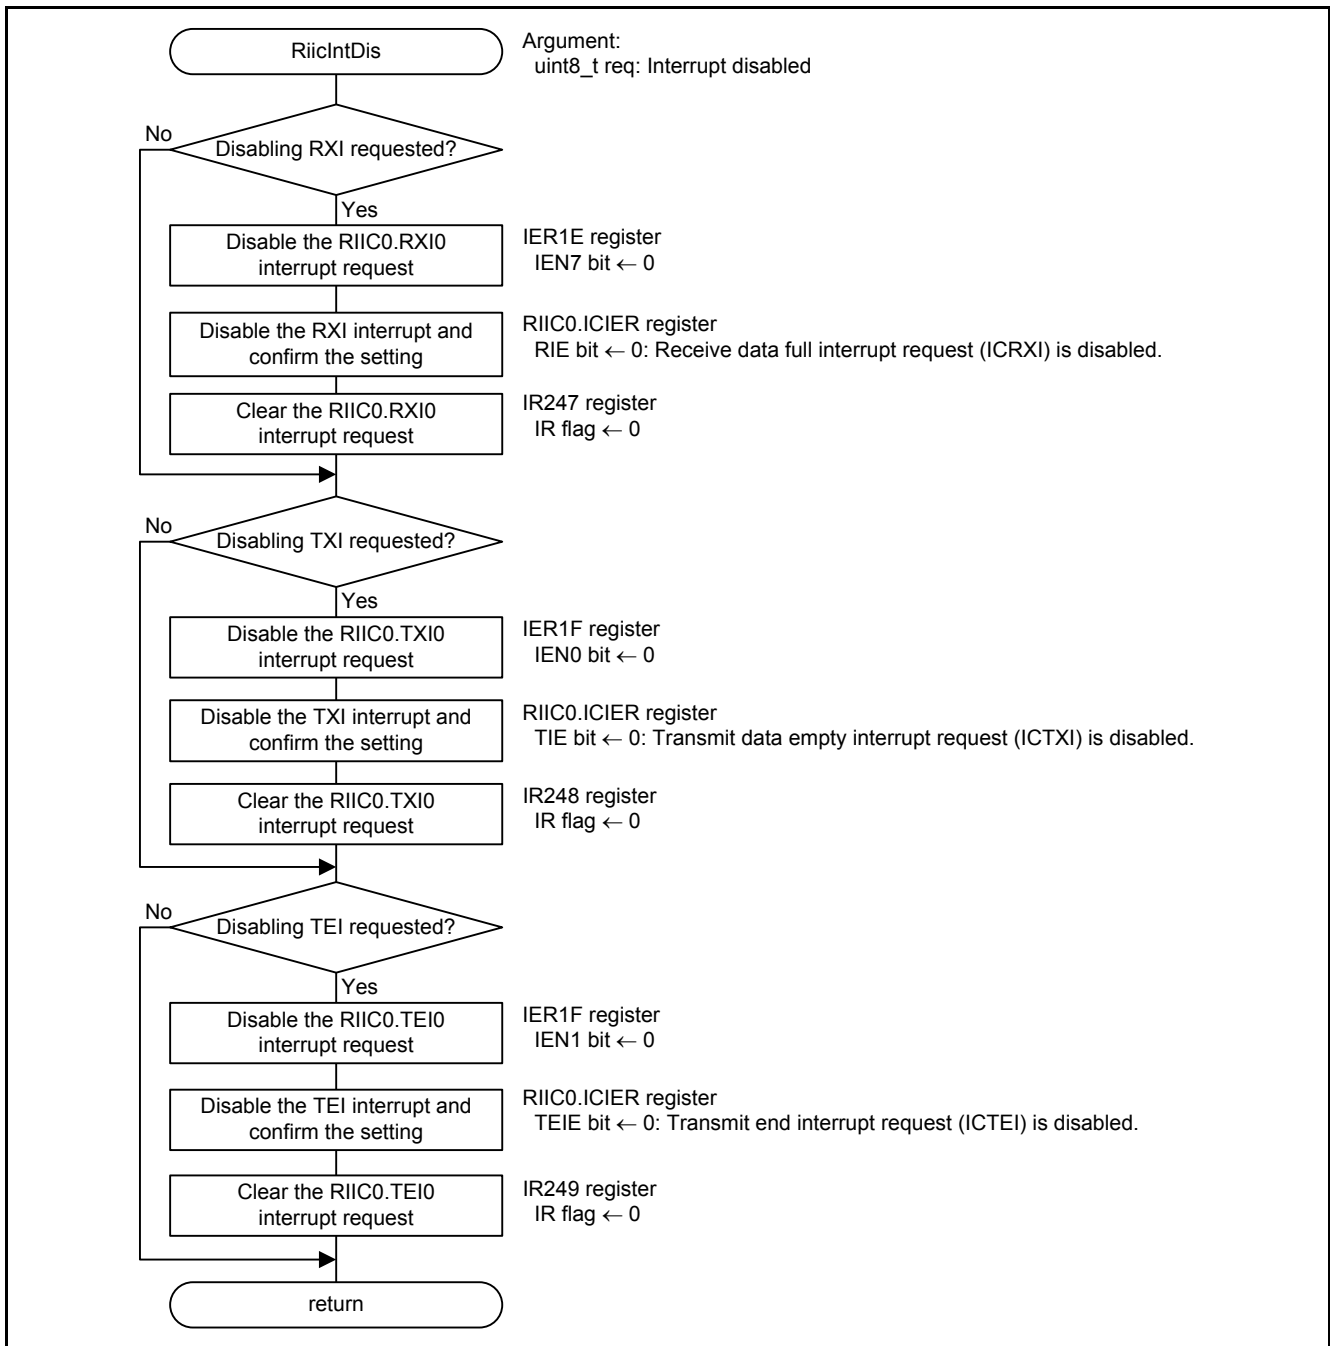 RiicIntDis
Argument:
uint8_t req: Interrupt disabled
No
Disabling RXI requested?
Yes
Disable the RIIC0.RXI0
interrupt request
IER1E register
IEN7 bit ← 0
Disable the RXI interrupt and
confirm the setting
RIIC0.ICIER register
RIE bit ← 0: Receive data full interrupt request (ICRXI) is disabled.
Clear the RIIC0.RXI0
interrupt request
IR247 register
IR flag ← 0
No
Disabling TXI requested?
Yes
Disable the RIIC0.TXI0
interrupt request
IER1F register
IEN0 bit ← 0
Disable the TXI interrupt and
confirm the setting
RIIC0.ICIER register
TIE bit ← 0: Transmit data empty interrupt request (ICTXI) is disabled.
Clear the RIIC0.TXI0
interrupt request
IR248 register
IR flag ← 0
No
Disabling TEI requested?
Yes
Disable the RIIC0.TEI0
interrupt request
IER1F register
IEN1 bit ← 0
Disable the TEI interrupt and
confirm the setting
RIIC0.ICIER register
TEIE bit ← 0: Transmit end interrupt request (ICTEI) is disabled.
Clear the RIIC0.TEI0
interrupt request
IR249 register
IR flag ← 0
return